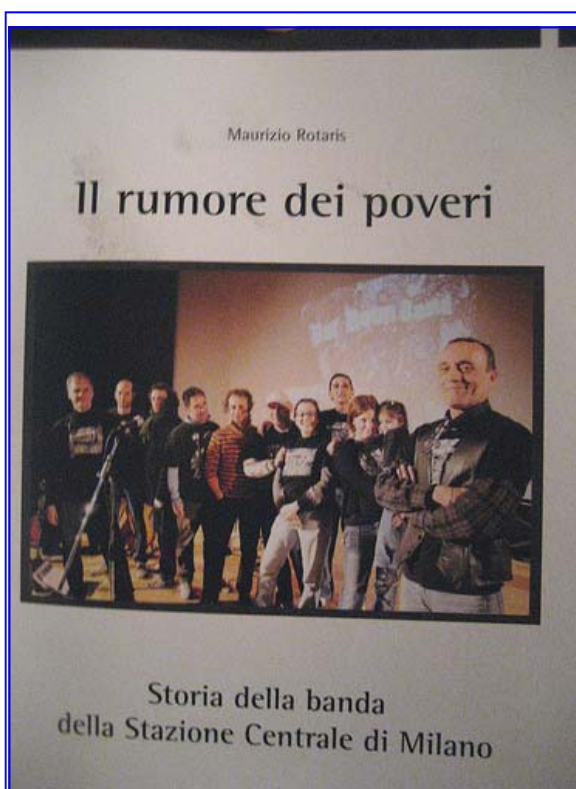 Maurizio Rotaris
Il rumore dei poveri
Storia della banda
della Stazione Centrale di Milano